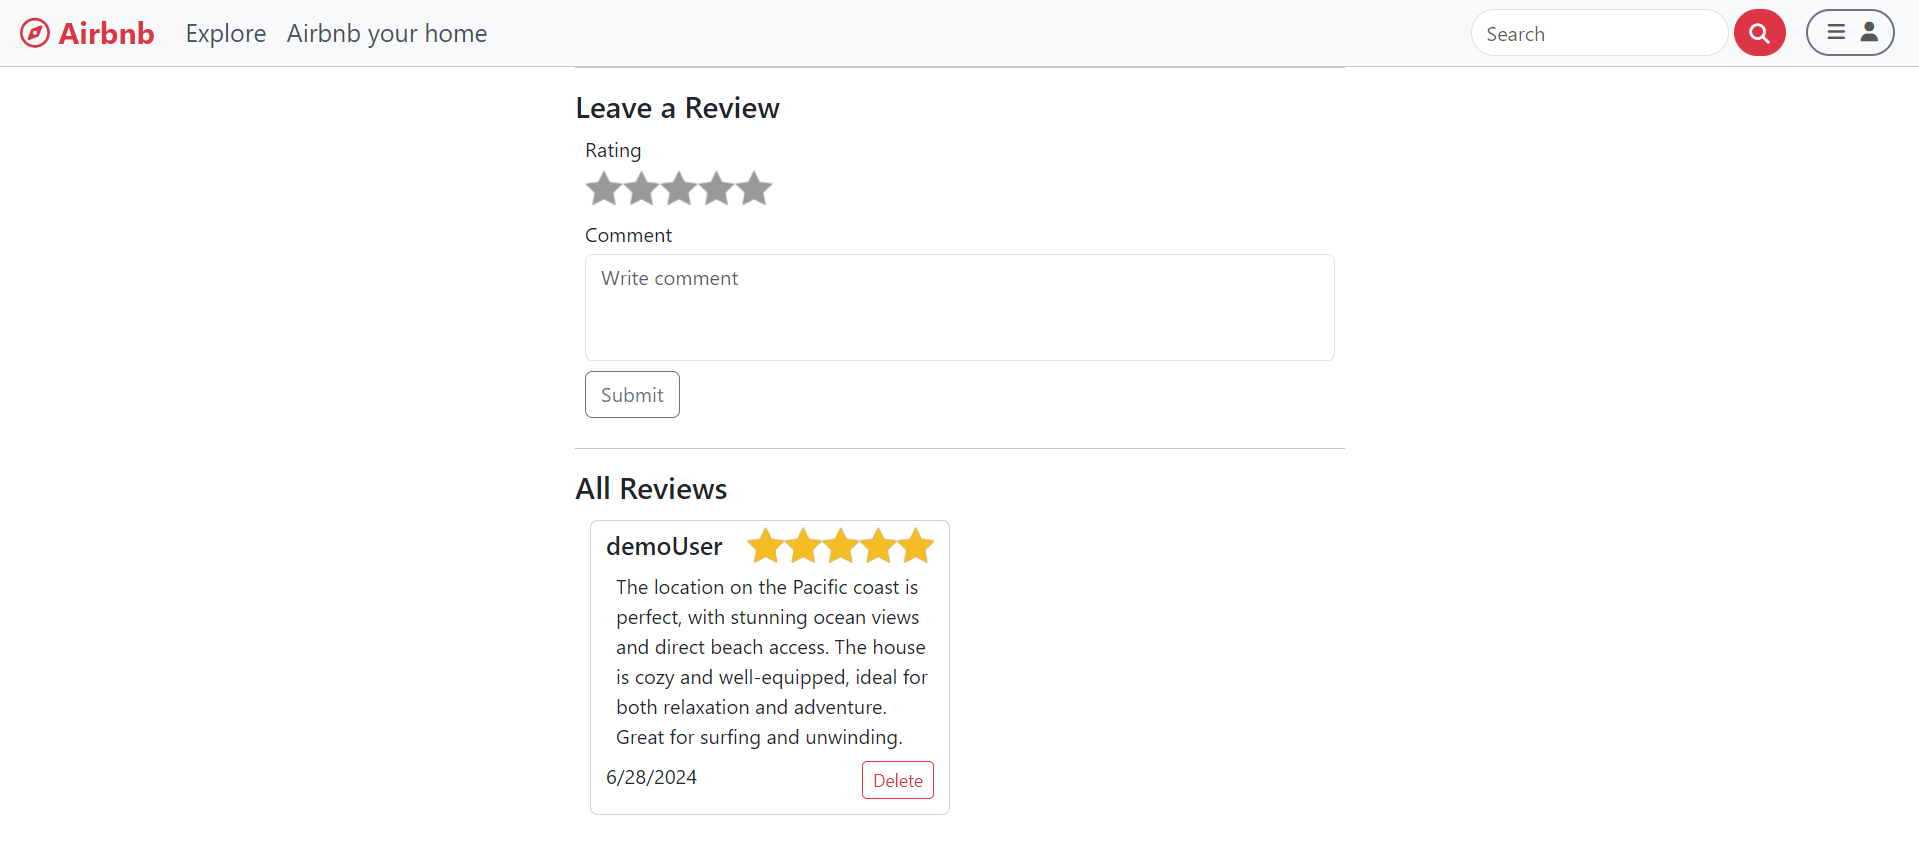 Airbnb Explore Airbnb your home Search
Leave a Review
Rating
Comment
Write comment
Submit
All Reviews
demoUser
The location on the Pacific coast is
perfect, with stunning ocean views
and direct beach access. The house
is cozy and well-equipped, ideal for
both relaxation and adventure.
Great for surfing and unwinding.
6/28/2024 Delete